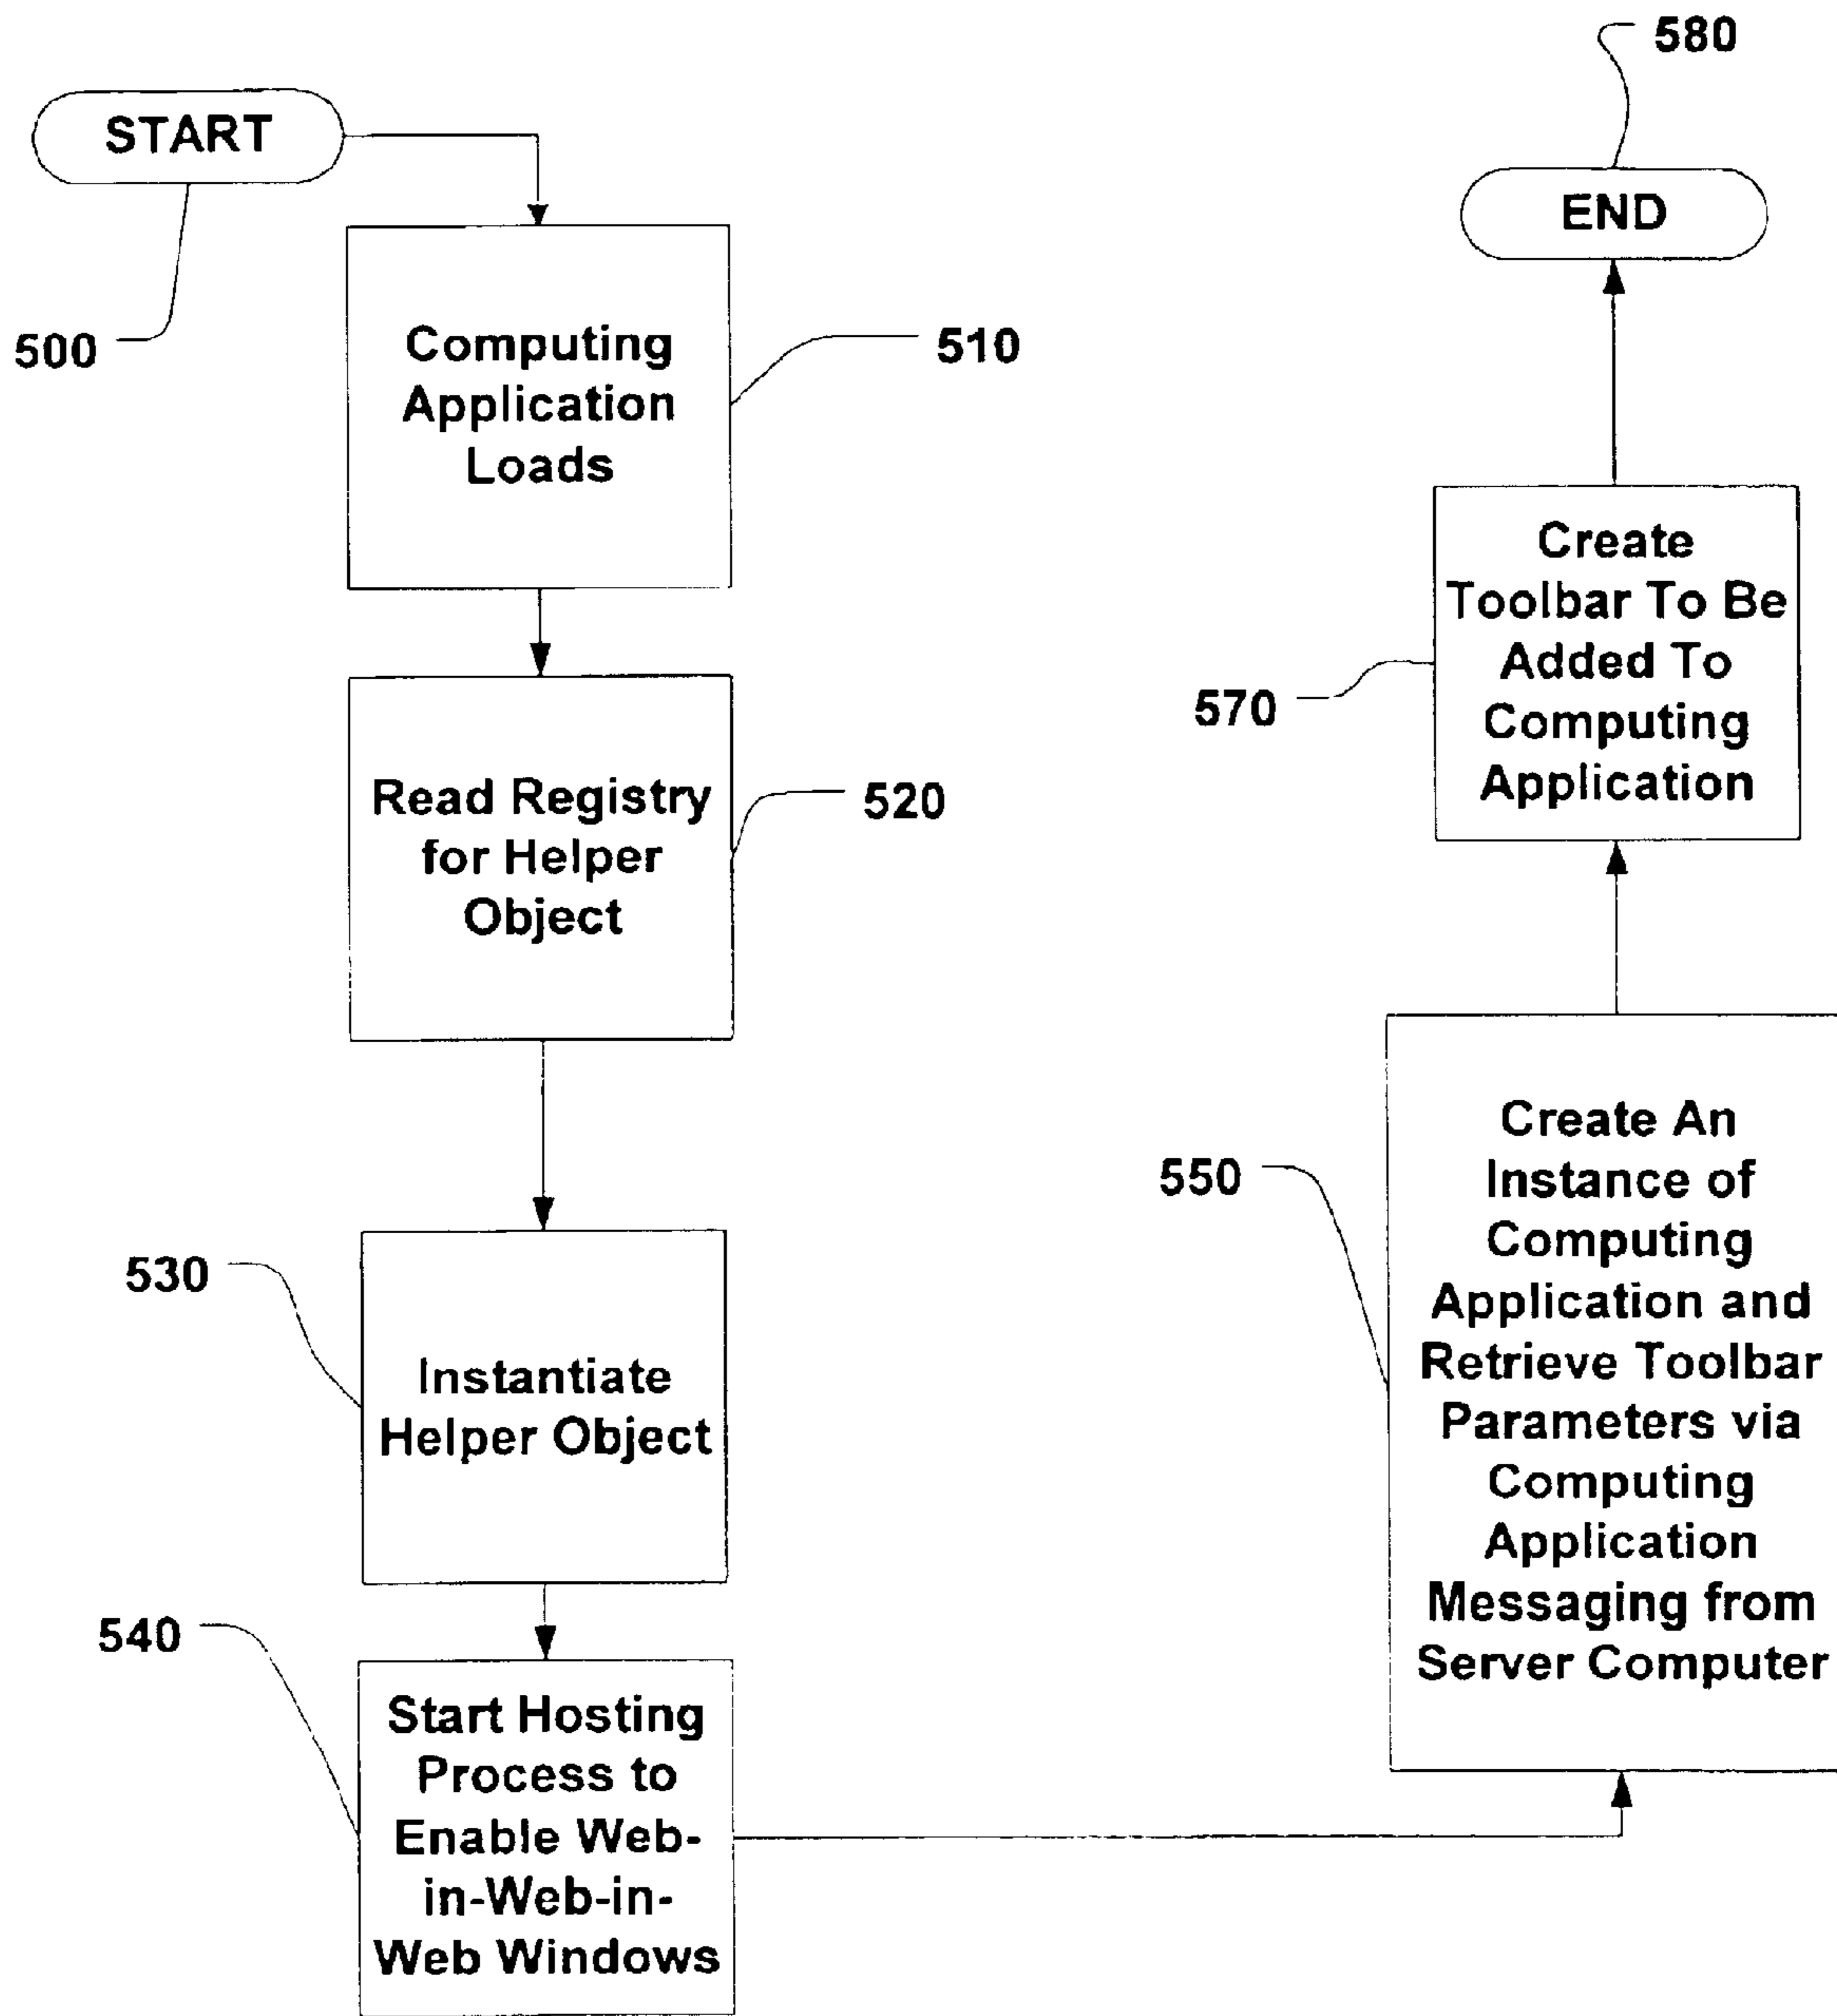 START
500
Computing
Application
Loads
510
Read Registry
for Helper
Object
520
Instantiate
Helper Object
530
Start Hosting
Process to
Enable Web-
in-Web-in-
Web Windows
540
Create An
Instance of
Computing
Application and
Retrieve Toolbar
Parameters via
Computing
Application
Messaging from
Server Computer
550
Create
Toolbar To Be
Added To
Computing
Application
570
END
580